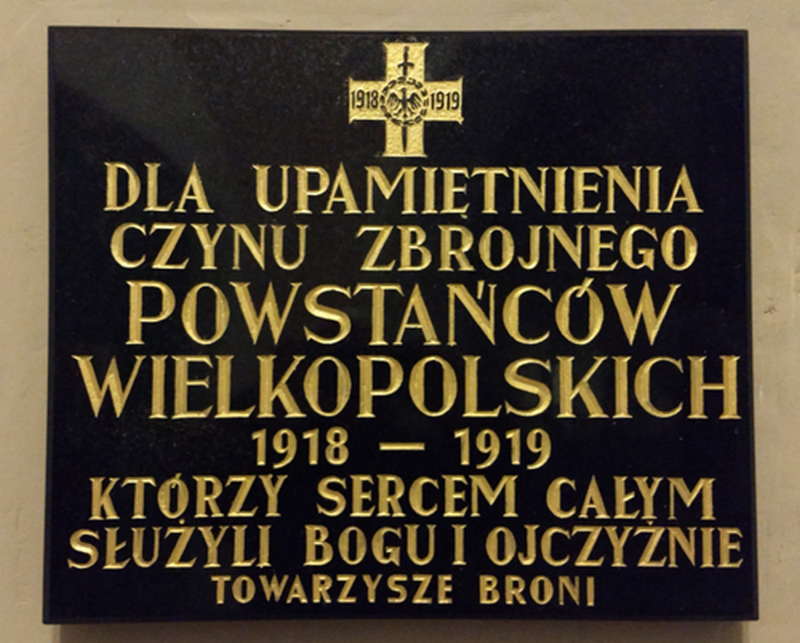 1918 1919
DLA UPAMIĘTNIENIA
CZYNU ZBROJNEGO
POWSTAŃCÓW
WIELKOPOLSKICH
1918 — 1919
KTÓRZY SERCEM CAŁYM
SŁUŻYLI BOGU I OJCZYŹNIE
TOWARZYSZE BRONI